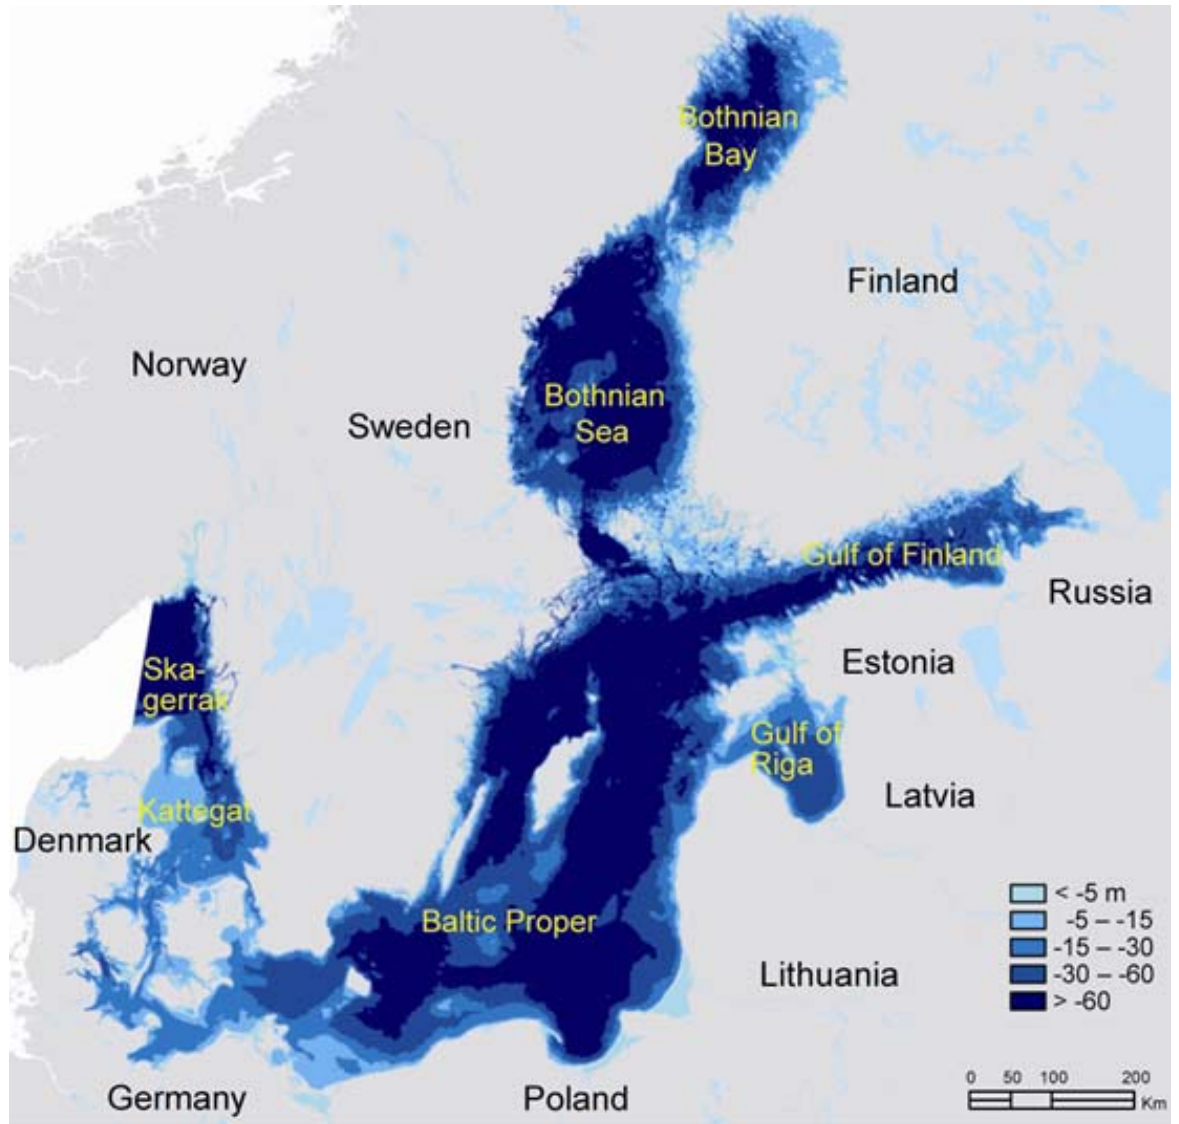 Bothnian
Bay
Finland
Norway
Bothnian
Sea
Sweden
Gulf of Finland
Russia
Ska-
gerrak
Estonia
Gulf of
Riga
Latvia
Kattegat
Denmark
Baltic Proper
Lithuania
Germany
Poland
< -5 m
-5 – -15
-15 – -30
-30 – -60
> -60
0 50 100 200
Km